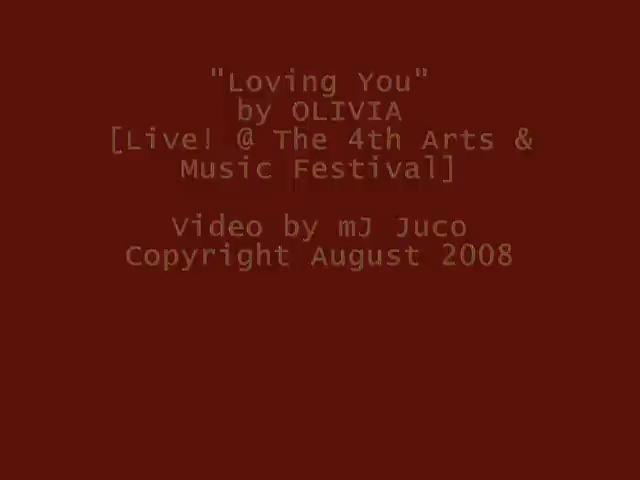 "Loving You"
by OLIVIA
[Live! @ The 4th Arts &
Music Festival]
Video by mJ Juco
Copyright August 2008